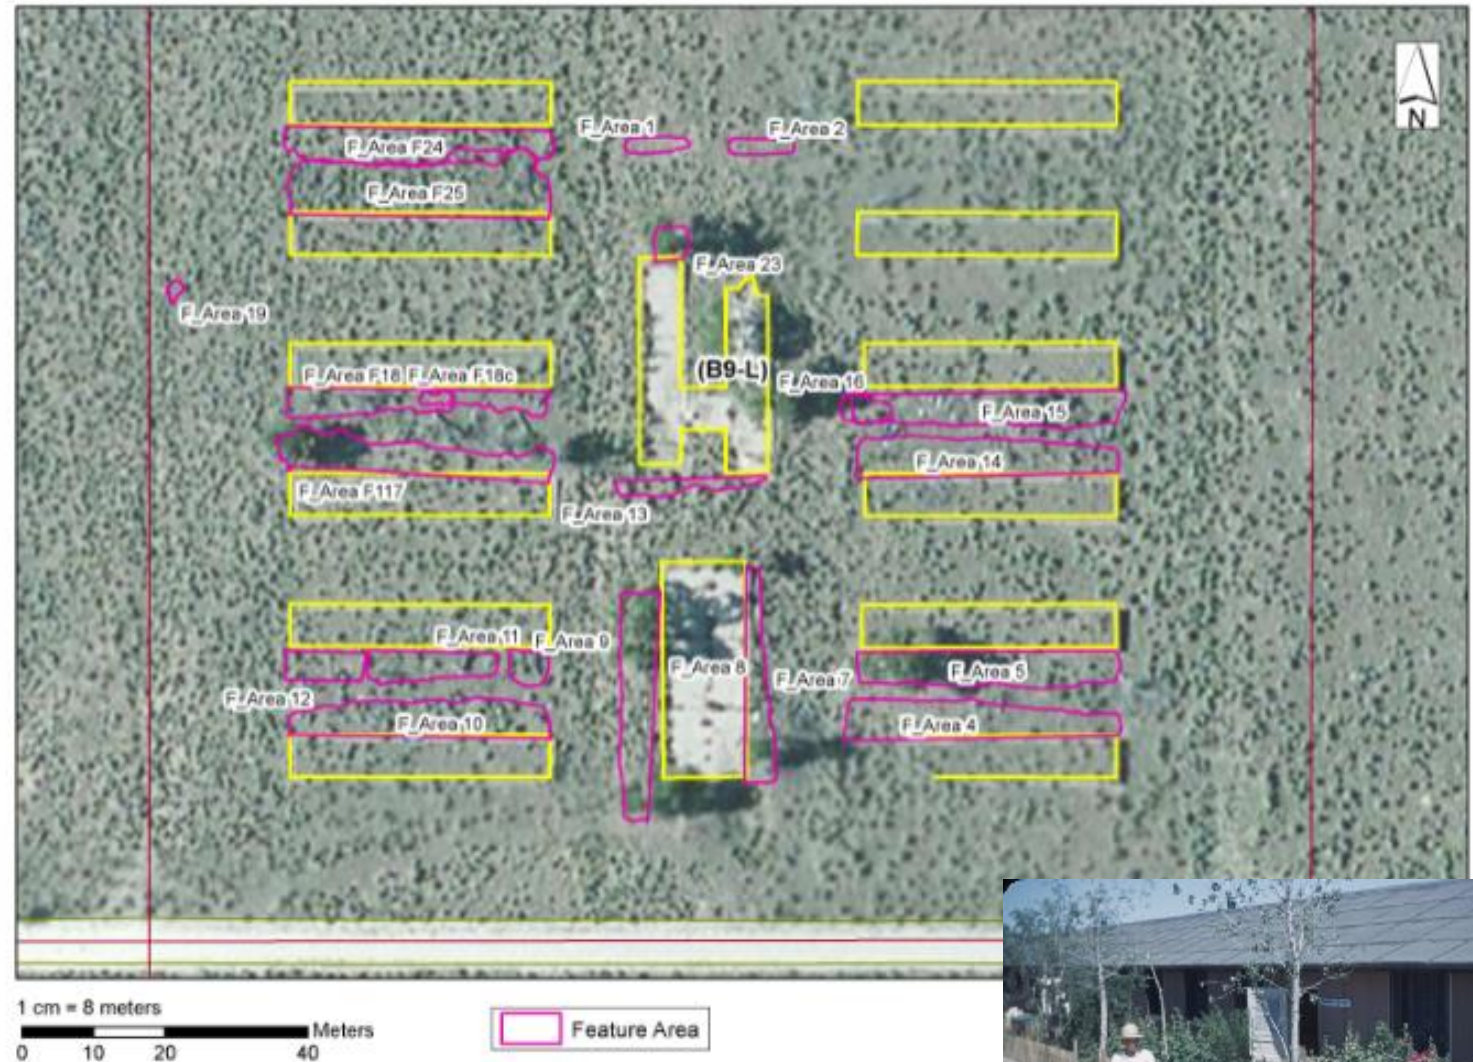 N
F_Area 1
F_Area 2
F_Area F24
F_Area F25
F_Area 23
F_Area 19
(B9-L)
F_Area F18 F_Area F18c
F_Area 16
F_Area 15
F_Area 14
F_Area F117
F_Area 13
F_Area 11
F_Area 9
F_Area 8
F_Area 7
F_Area 5
F_Area 12
F_Area 10
F_Area 4
1 cm = 8 meters
Meters
0 10 20 40
Feature Area